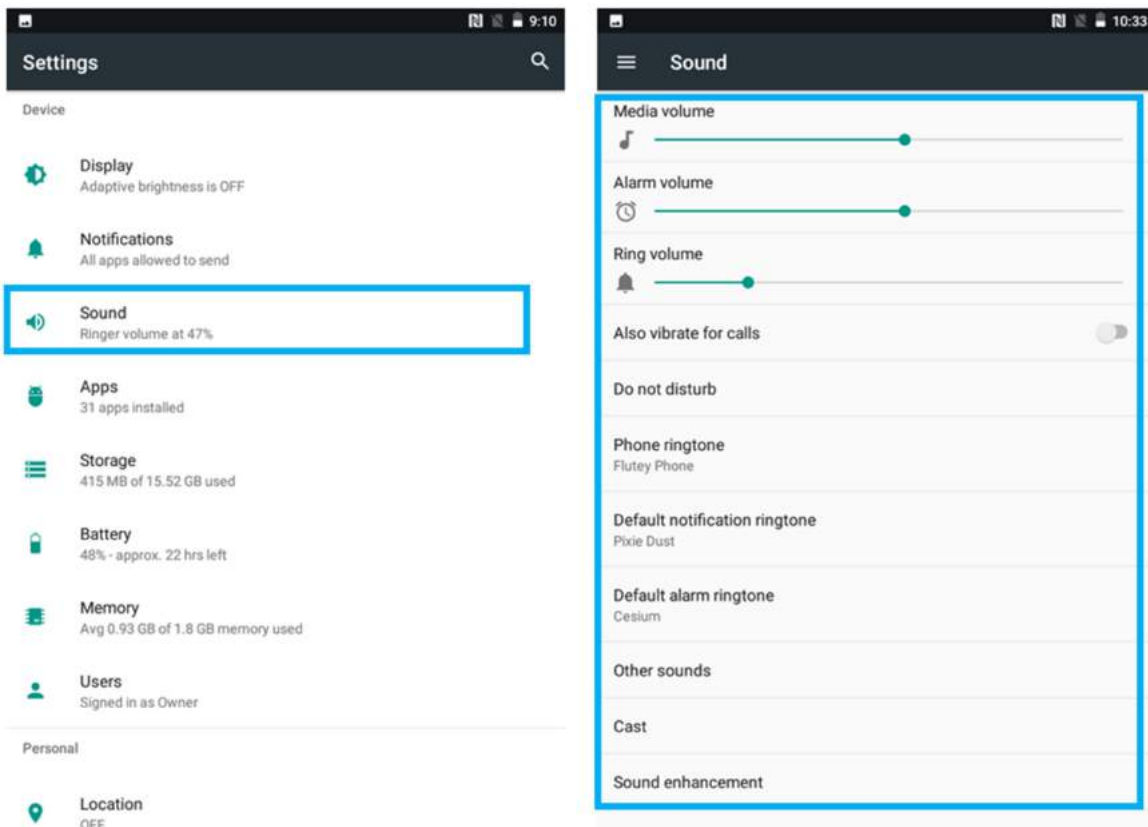 9:10
Settings
Device
Display
Adaptive brightness is OFF
Notifications
All apps allowed to send
Sound
Ringer volume at 47%
Apps
31 apps installed
Storage
415 MB of 15.52 GB used
Battery
48% - approx. 22 hrs left
Memory
Avg 0.93 GB of 1.8 GB memory used
Users
Signed in as Owner
Personal
Location
OFF
10:33
Sound
Media volume
Alarm volume
Ring volume
Also vibrate for calls
Do not disturb
Phone ringtone
Flutey Phone
Default notification ringtone
Pixie Dust
Default alarm ringtone
Cesium
Other sounds
Cast
Sound enhancement